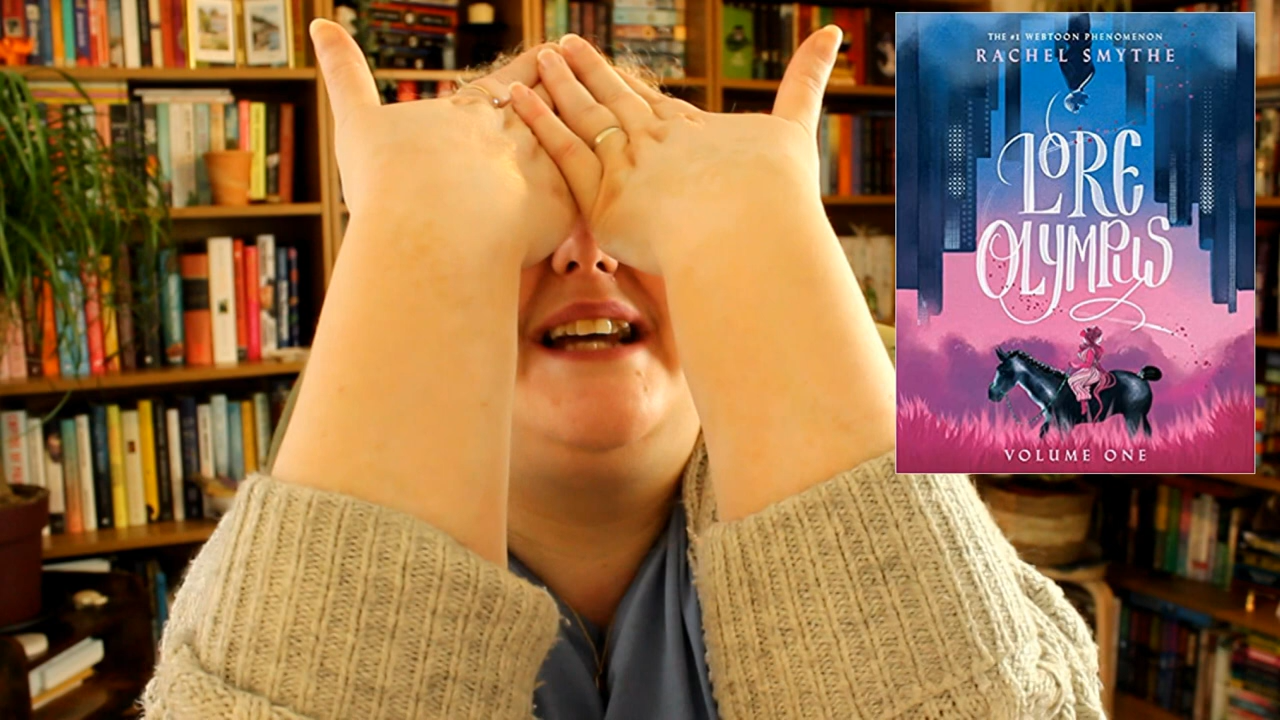 THE #1 WEBTOON PHENOMENON
RACHEL SMYTHE
LORE
OLYMPUS
VOLUME ONE